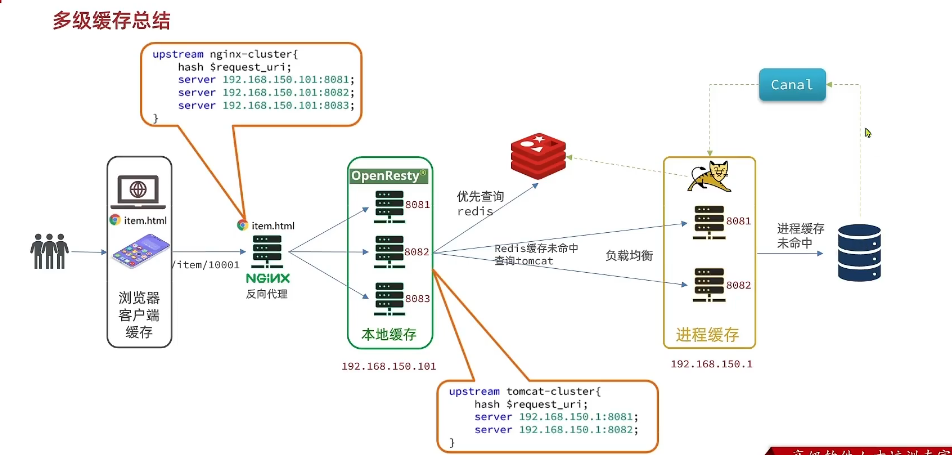 多级缓存总结
upstream nginx-cluster{
hash $request_uri;
server 192.168.150.101:8081;
server 192.168.150.101:8082;
server 192.168.150.101:8083;
}
Canal
OpenResty
item.html
item.html
8081
优先查询
redis
8081
8082
Redis缓存未命中
查询tomcat
负载均衡
进程缓存
未命中
/item/10001
NGINX
反向代理
浏览器
客户端
缓存
8083
8082
本地缓存
进程缓存
192.168.150.101
192.168.150.1
upstream tomcat-cluster{
hash $request_uri;
server 192.168.150.1:8081;
server 192.168.150.1:8082;
}